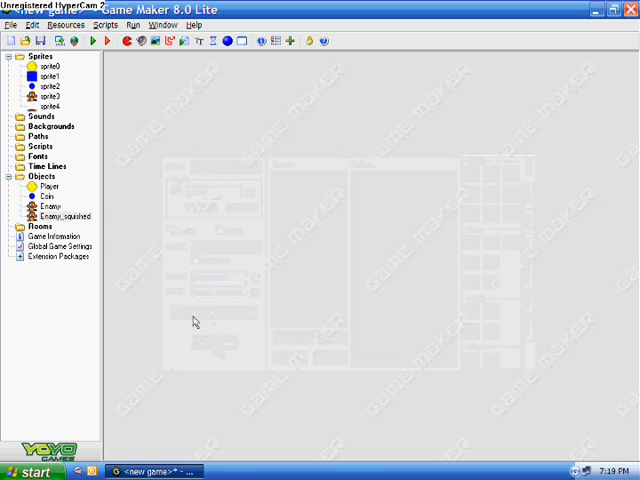 Unregistered HyperCam 2
<new game>* - Game Maker 8.0 Lite
File Edit Resources Scripts Run Window Help
Sprites
sprite0
sprite1
sprite2
sprite3
sprite4
Sounds
Backgrounds
Paths
Scripts
Fonts
Time Lines
Objects
Player
Coin
Enemy
Enemy_squished
Rooms
Game Information
Global Game Settings
Extension Packages
YOYO
GAMES
start
<new game>* - ...
7:19 PM